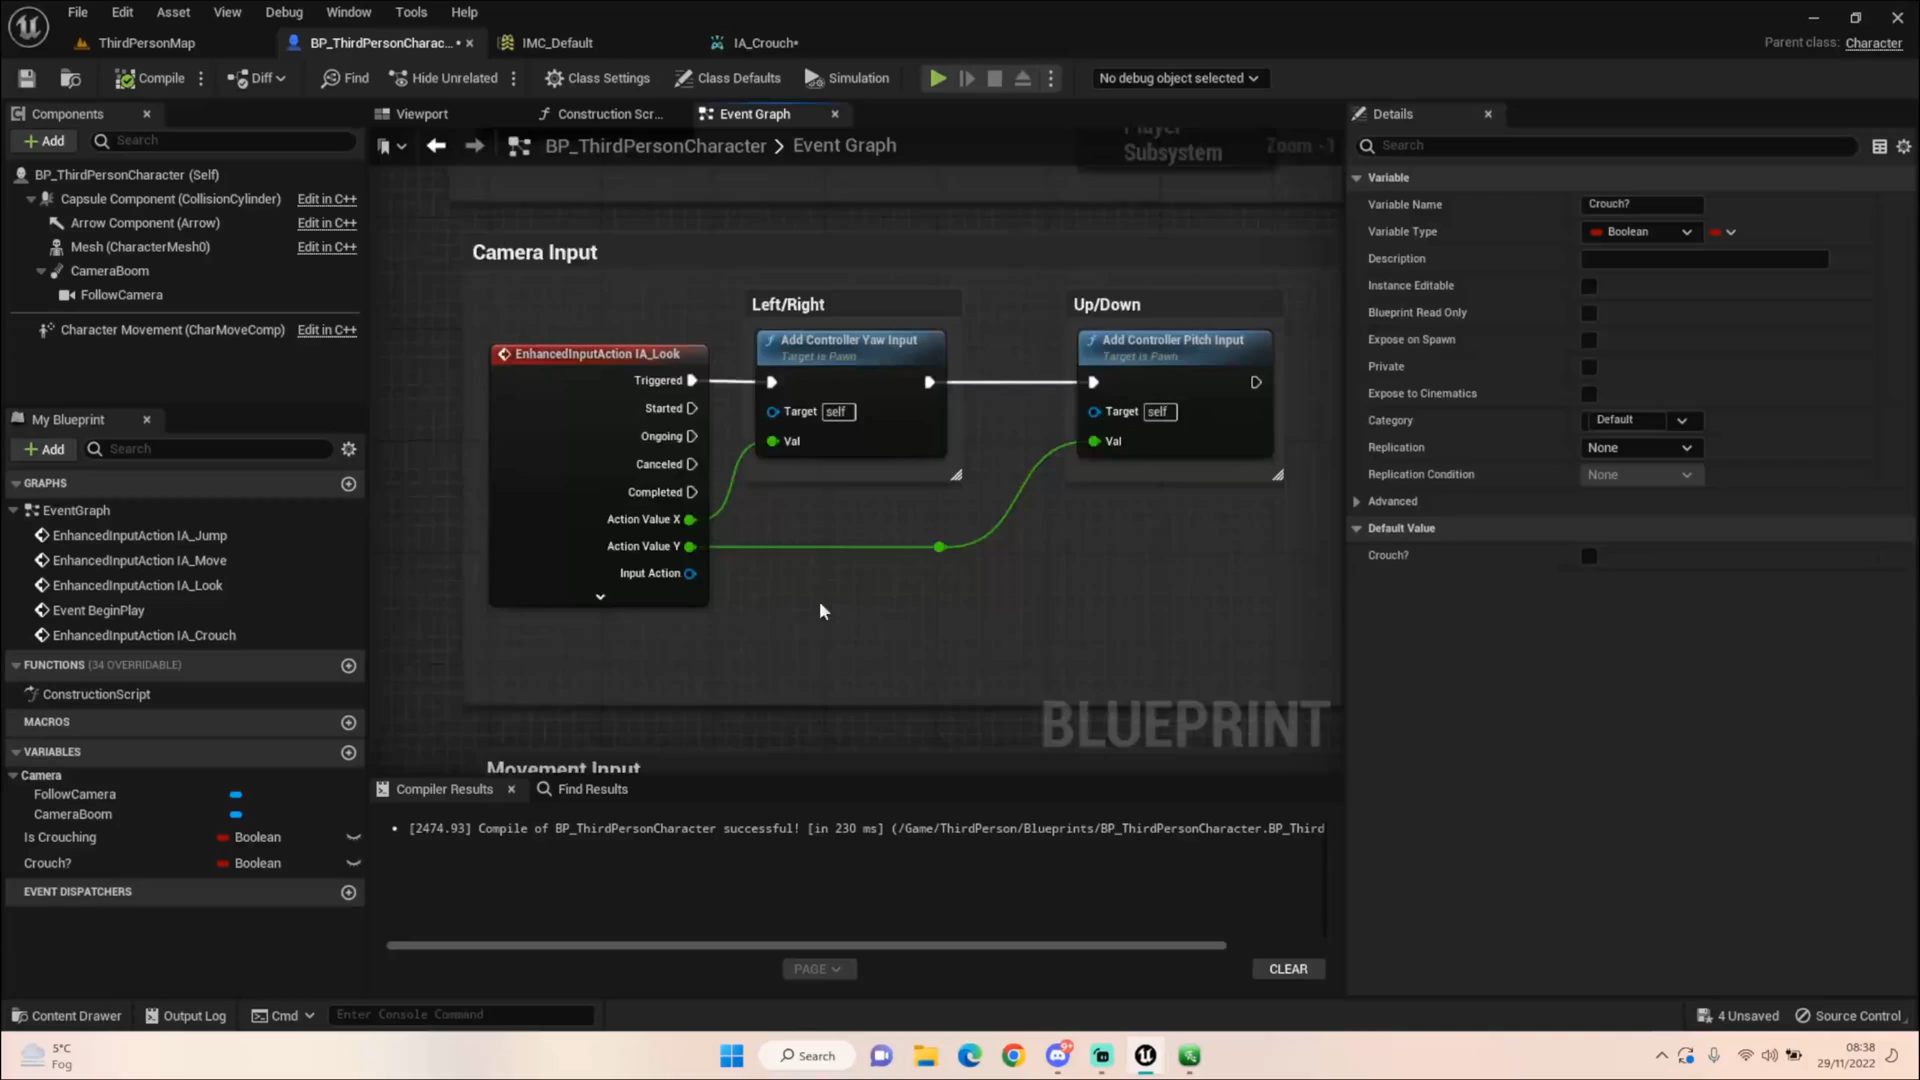 File Edit Asset View Debug Window Tools Help
ThirdPersonMap BP_ThirdPersonCharac... • IMC_Default IA_Crouch•
Parent class: Character
Compile Diff Find Hide Unrelated Class Settings Class Defaults Simulation No debug object selected
Components
Add Search
BP_ThirdPersonCharacter (Self)
Capsule Component (CollisionCylinder) Edit in C++
Arrow Component (Arrow) Edit in C++
Mesh (CharacterMesh0) Edit in C++
CameraBoom
FollowCamera
Character Movement (CharMoveComp) Edit in C++
My Blueprint
Add Search
GRAPHS
EventGraph
EnhancedInputAction IA_Jump
EnhancedInputAction IA_Move
EnhancedInputAction IA_Look
Event BeginPlay
EnhancedInputAction IA_Crouch
FUNCTIONS (34 OVERRIDABLE)
ConstructionScript
MACROS
VARIABLES
Camera
FollowCamera
CameraBoom
Is Crouching Boolean
Crouch? Boolean
EVENT DISPATCHERS
Viewport Construction Scr... Event Graph
BP_ThirdPersonCharacter > Event Graph
Player
Subsystem
Zoom -1
Camera Input
Left/Right
Up/Down
EnhancedInputAction IA_Look
Triggered
Started
Ongoing
Canceled
Completed
Action Value X
Action Value Y
Input Action
Add Controller Yaw Input
Target is Pawn
Target self
Val
Add Controller Pitch Input
Target is Pawn
Target self
Val
BLUEPRINT
Movement Input
Compiler Results Find Results
• [2474.93] Compile of BP_ThirdPersonCharacter successful! [in 230 ms] (/Game/ThirdPerson/Blueprints/BP_ThirdPersonCharacter.BP_Third
PAGE CLEAR
Details
Search
Variable
Variable Name Crouch?
Variable Type Boolean
Description
Instance Editable
Blueprint Read Only
Expose on Spawn
Private
Expose to Cinematics
Category Default
Replication None
Replication Condition None
Advanced
Default Value
Crouch?
Content Drawer Output Log Cmd Enter Console Command 4 Unsaved Source Control
5°C
Fog
Search
08:38
29/11/2022